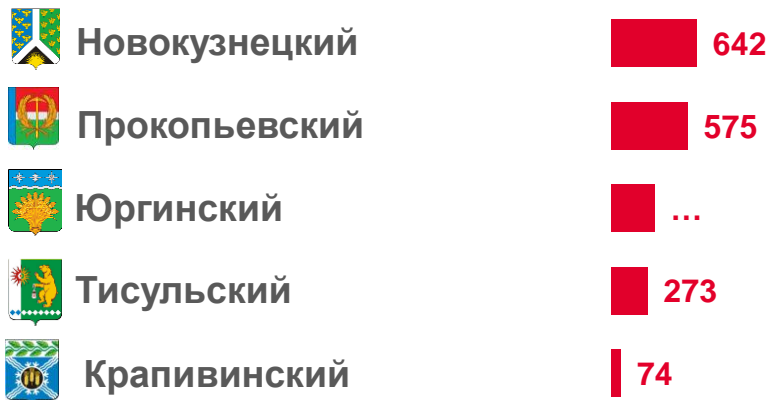 Новокузнецкий 642
Прокопьевский 575
Юргинский ...
Тисульский 273
Крапивинский 74